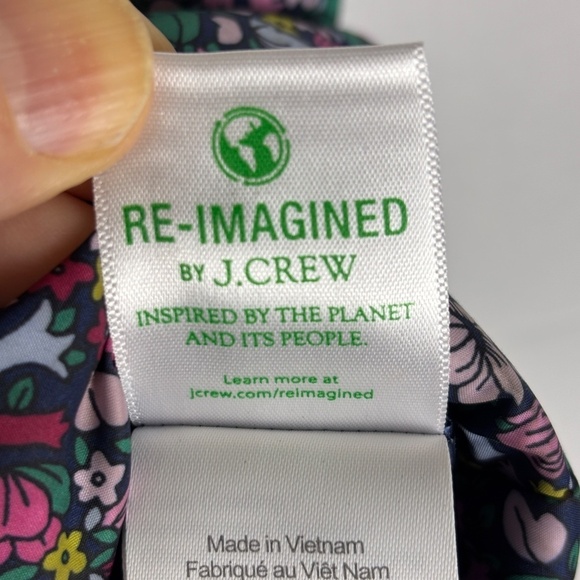 RE-IMAGINED
BY J.CREW
INSPIRED BY THE PLANET
AND ITS PEOPLE.
Learn more at
jcrew.com/reimagined
Made in Vietnam
Fabriqué au Viêt Nam